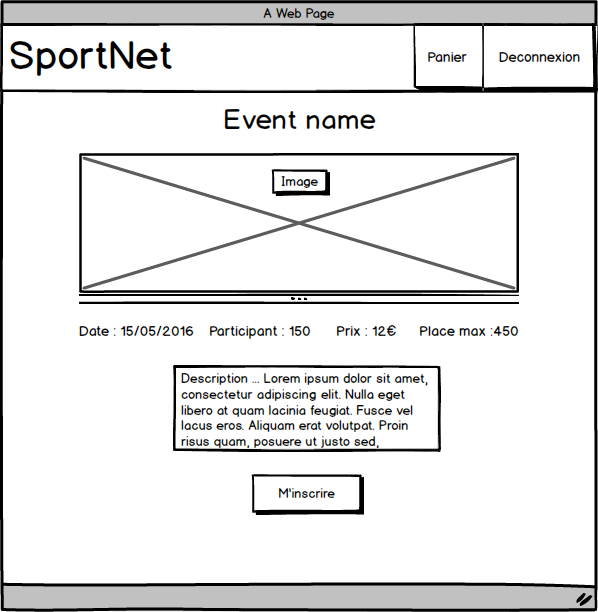 A Web Page
SportNet
Panier
Deconnexion
Event name
Image
Date : 15/05/2016 Participant : 150 Prix : 12€ Place max :450
Description ... Lorem ipsum dolor sit amet,
consectetur adipiscing elit. Nulla eget
libero at quam lacinia feugiat. Fusce vel
lacus eros. Aliquam erat volutpat. Proin
risus quam, posuere ut justo sed,
M'inscrire